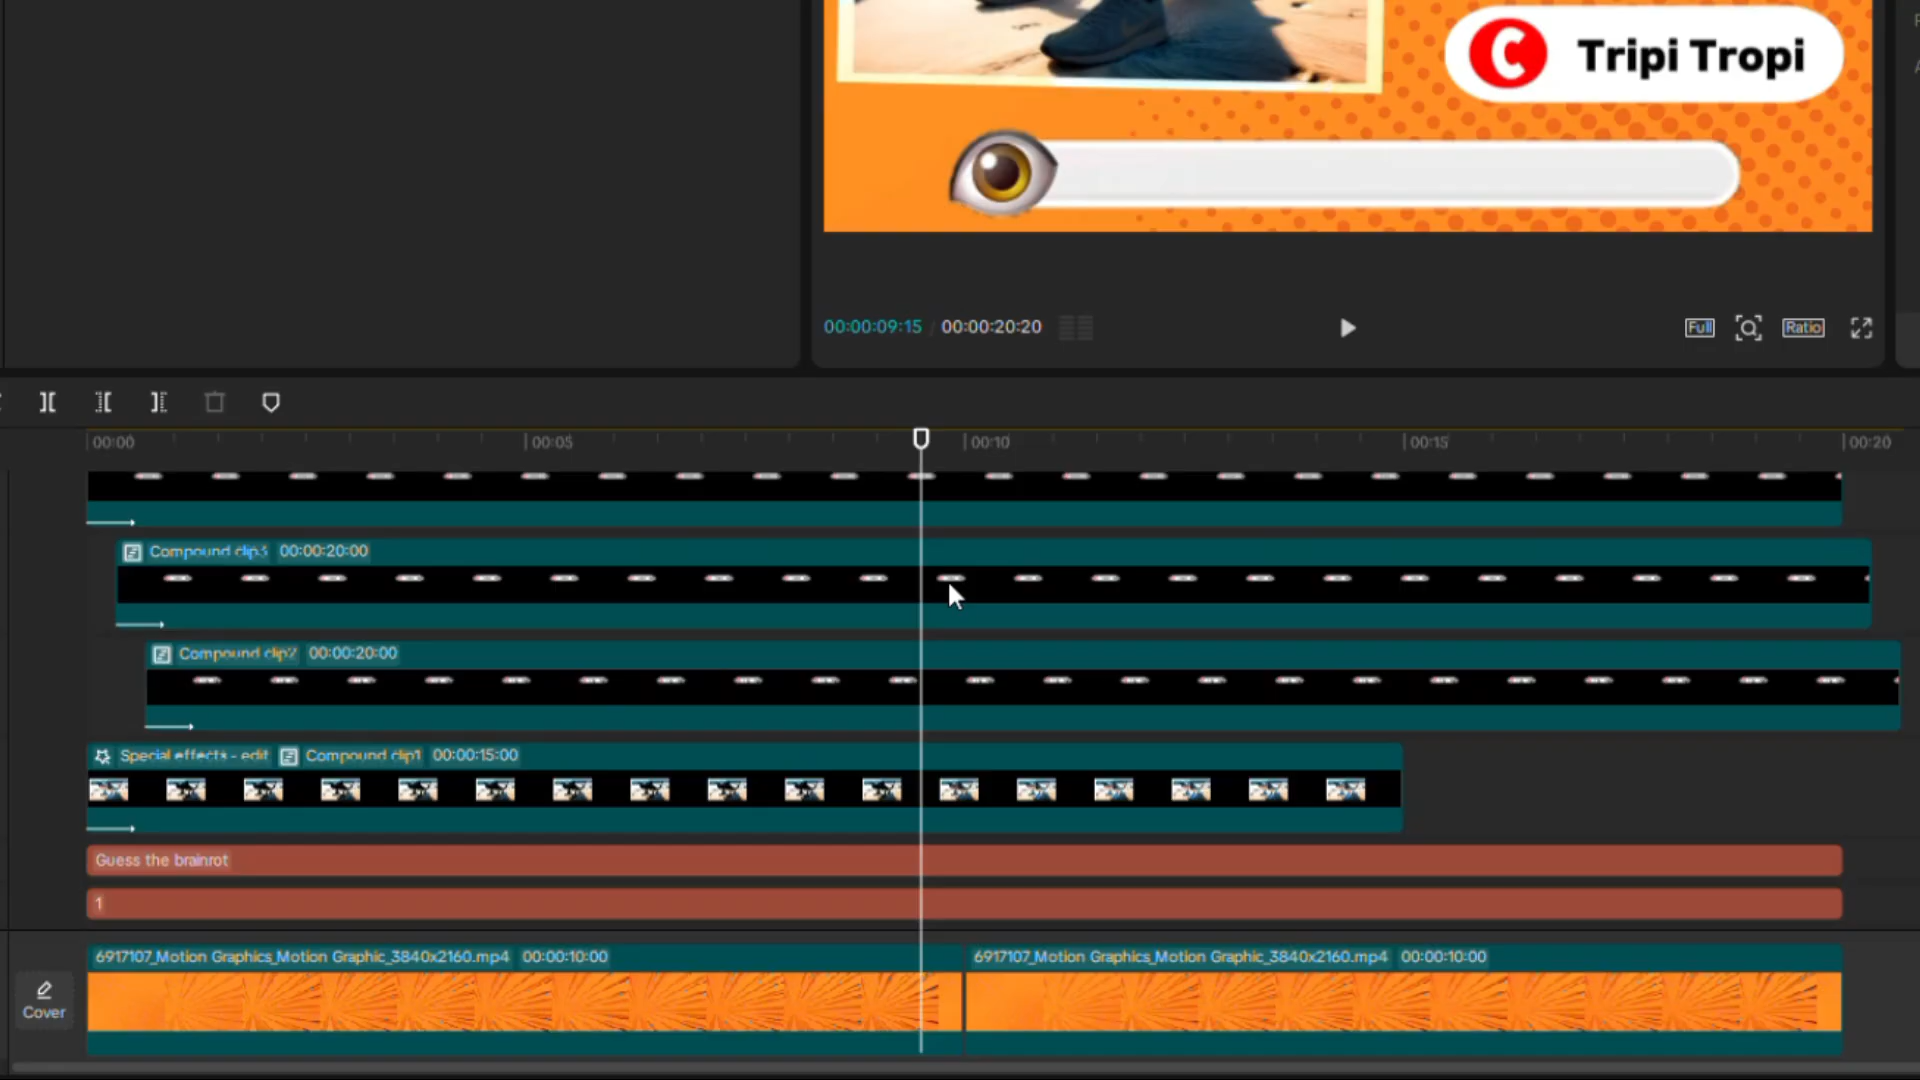 C Tripi Tropi
00:00:09:15 / 00:00:20:20
Full
Ratio
00:00 00:05 00:10 00:15 00:20
Compound clip3 00:00:20:00
Compound clip2 00:00:20:00
Special effects - edit Compound clip1 00:00:15:00
Guess the brainrot
1
6917107_Motion Graphics_Motion Graphic_3840x2160.mp4 00:00:10:00 6917107_Motion Graphics_Motion Graphic_3840x2160.mp4 00:00:10:00
Cover